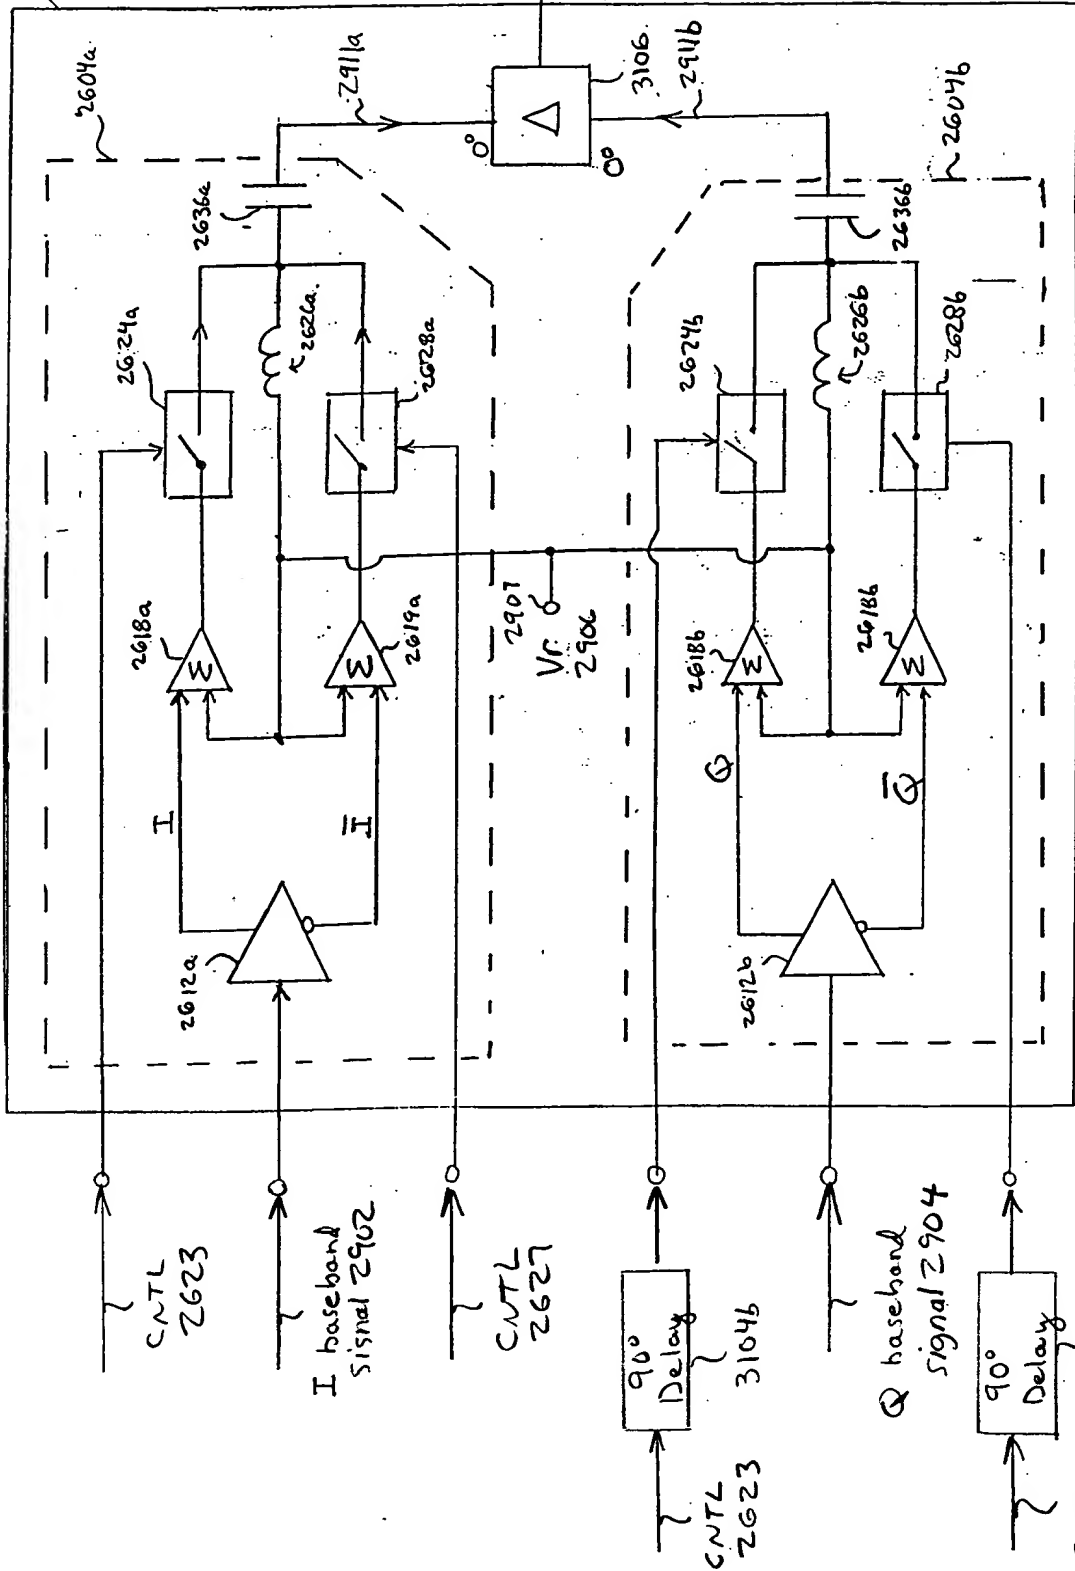 2604a
2911a
0°
3106
Δ
0°
2911b
2604b
2636a
2636b
2624a
2626a
2628a
2624b
2626b
2628b
2618a
Σ
2619a
Σ
2907
Vr
2906
2618b
Σ
2618b
Σ
I
I̅
Q
Q̅
2612a
2612b
CNTL
2623
I baseband
signal 2902
CNTL
2627
90°
Delay
3104b
CNTL
2623
Q baseband
signal 2904
90°
Delay